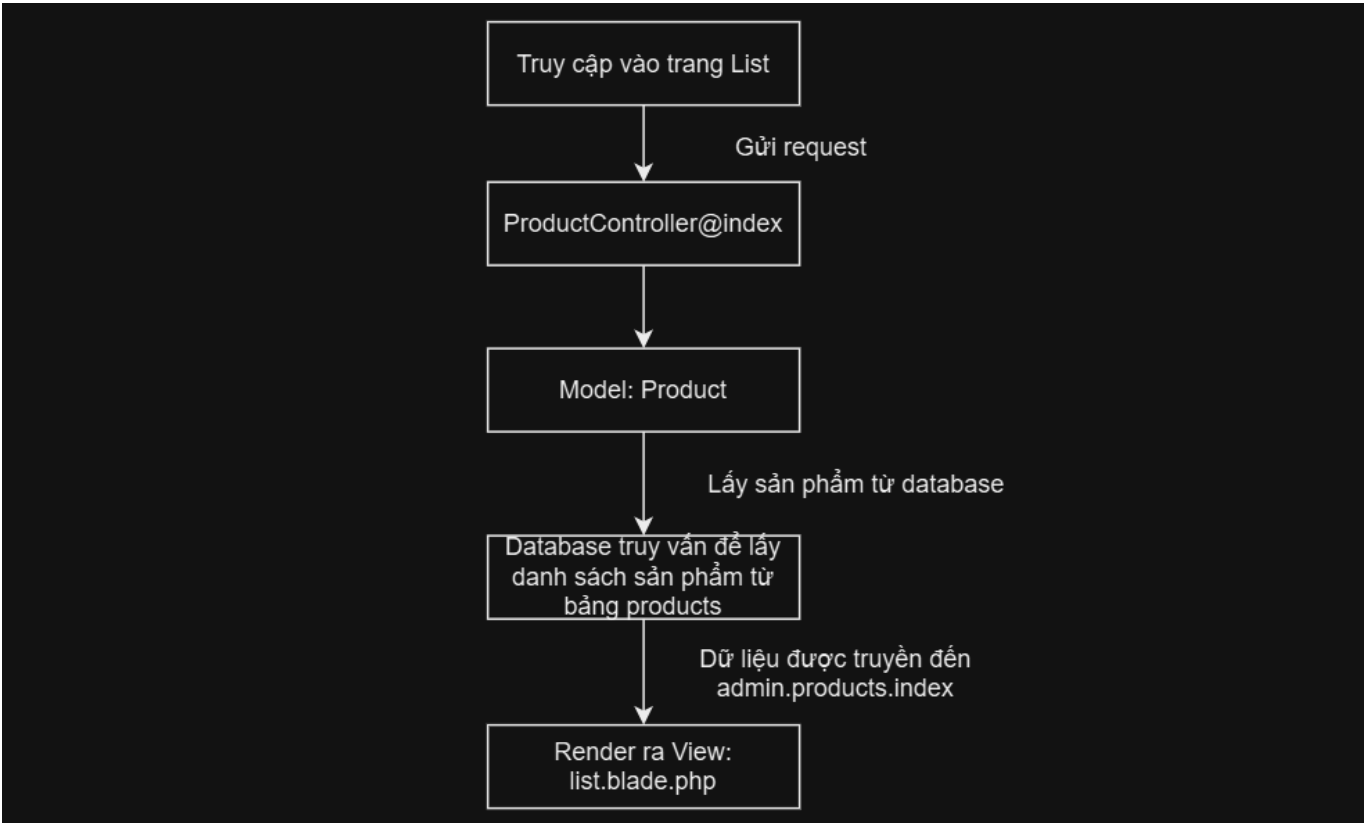 Truy cập vào trang List
Gửi request
ProductController@index
Model: Product
Lấy sản phẩm từ database
Database truy vấn để lấy
danh sách sản phẩm từ
bảng products
Dữ liệu được truyền đến
admin.products.index
Render ra View:
list.blade.php